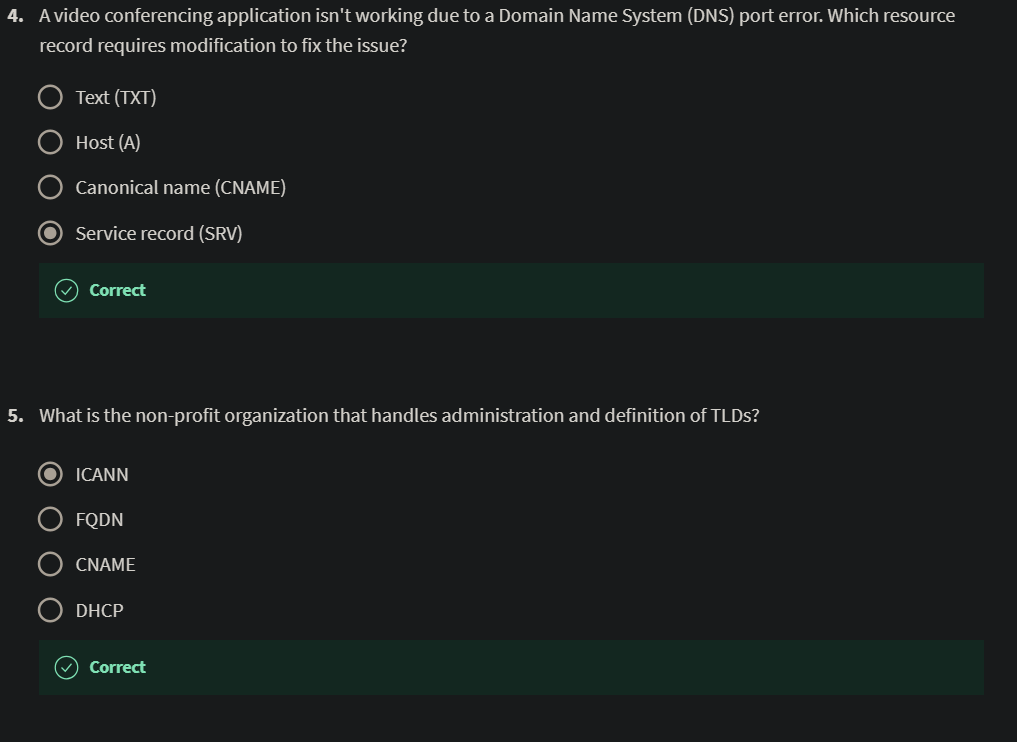 4. A video conferencing application isn't working due to a Domain Name System (DNS) port error. Which resource
record requires modification to fix the issue?
Text (TXT)
Host (A)
Canonical name (CNAME)
Service record (SRV)
Correct
5. What is the non-profit organization that handles administration and definition of TLDs?
ICANN
FQDN
CNAME
DHCP
Correct